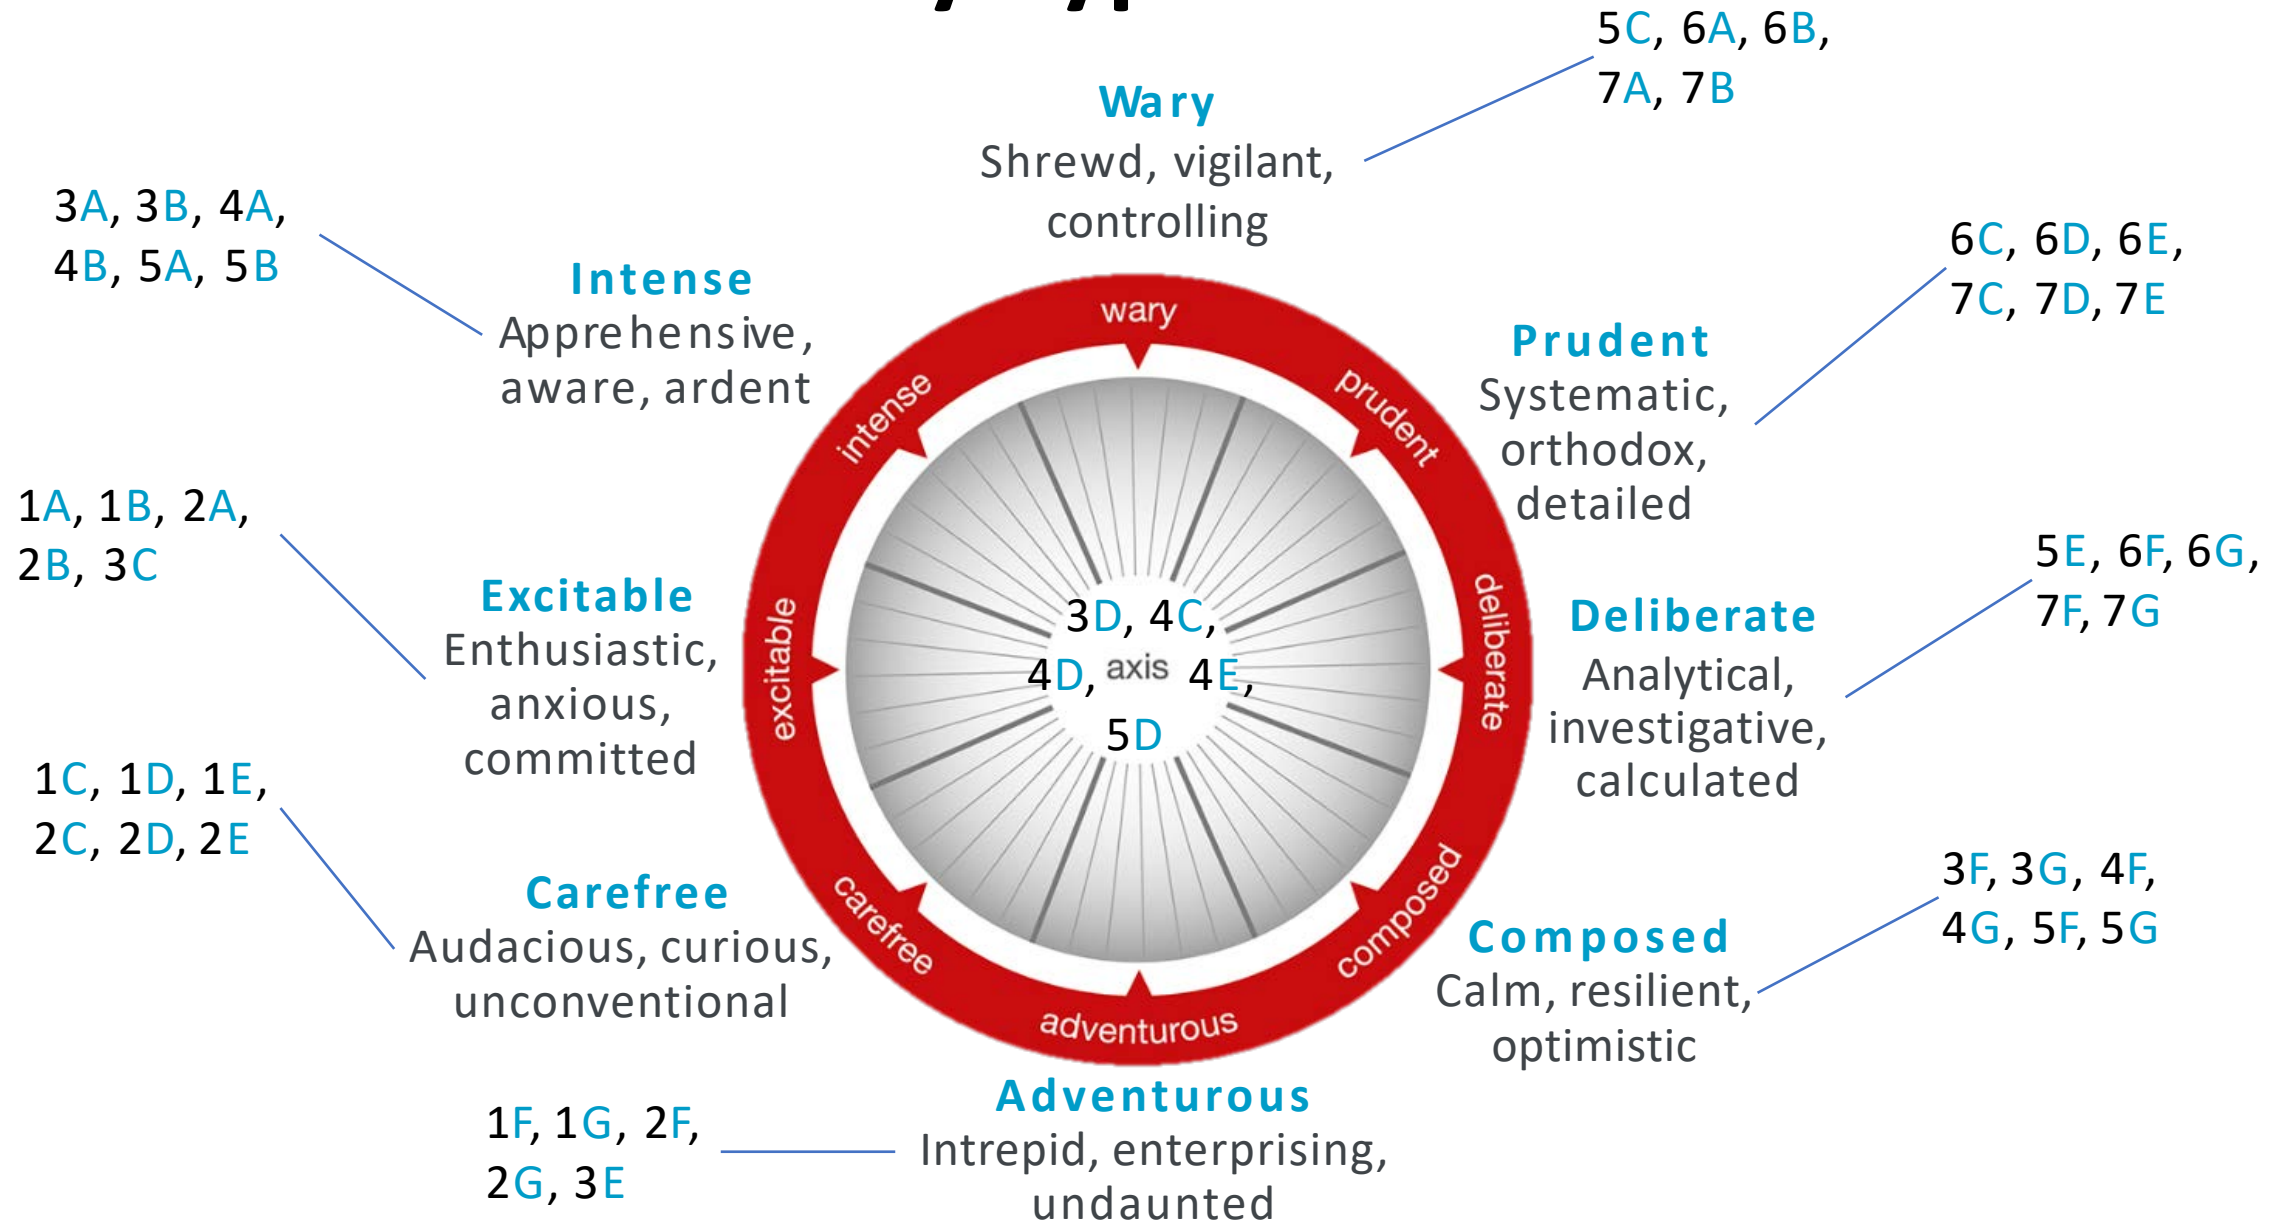 5C, 6A, 6B,
7A, 7B
Wary
Shrewd, vigilant,
controlling
3A, 3B, 4A,
4B, 5A, 5B
Intense
Apprehensive,
aware, ardent
6C, 6D, 6E,
7C, 7D, 7E
Prudent
Systematic,
orthodox,
detailed
1A, 1B, 2A,
2B, 3C
Excitable
Enthusiastic,
anxious,
committed
5E, 6F, 6G,
7F, 7G
Deliberate
Analytical,
investigative,
calculated
1C, 1D, 1E,
2C, 2D, 2E
Carefree
Audacious, curious,
unconventional
3F, 3G, 4F,
4G, 5F, 5G
Composed
Calm, resilient,
optimistic
1F, 1G, 2F,
2G, 3E
Adventurous
Intrepid, enterprising,
undaunted
wary
prudent
deliberate
composed
adventurous
carefree
excitable
intense
3D, 4C,
4D, axis 4E,
5D